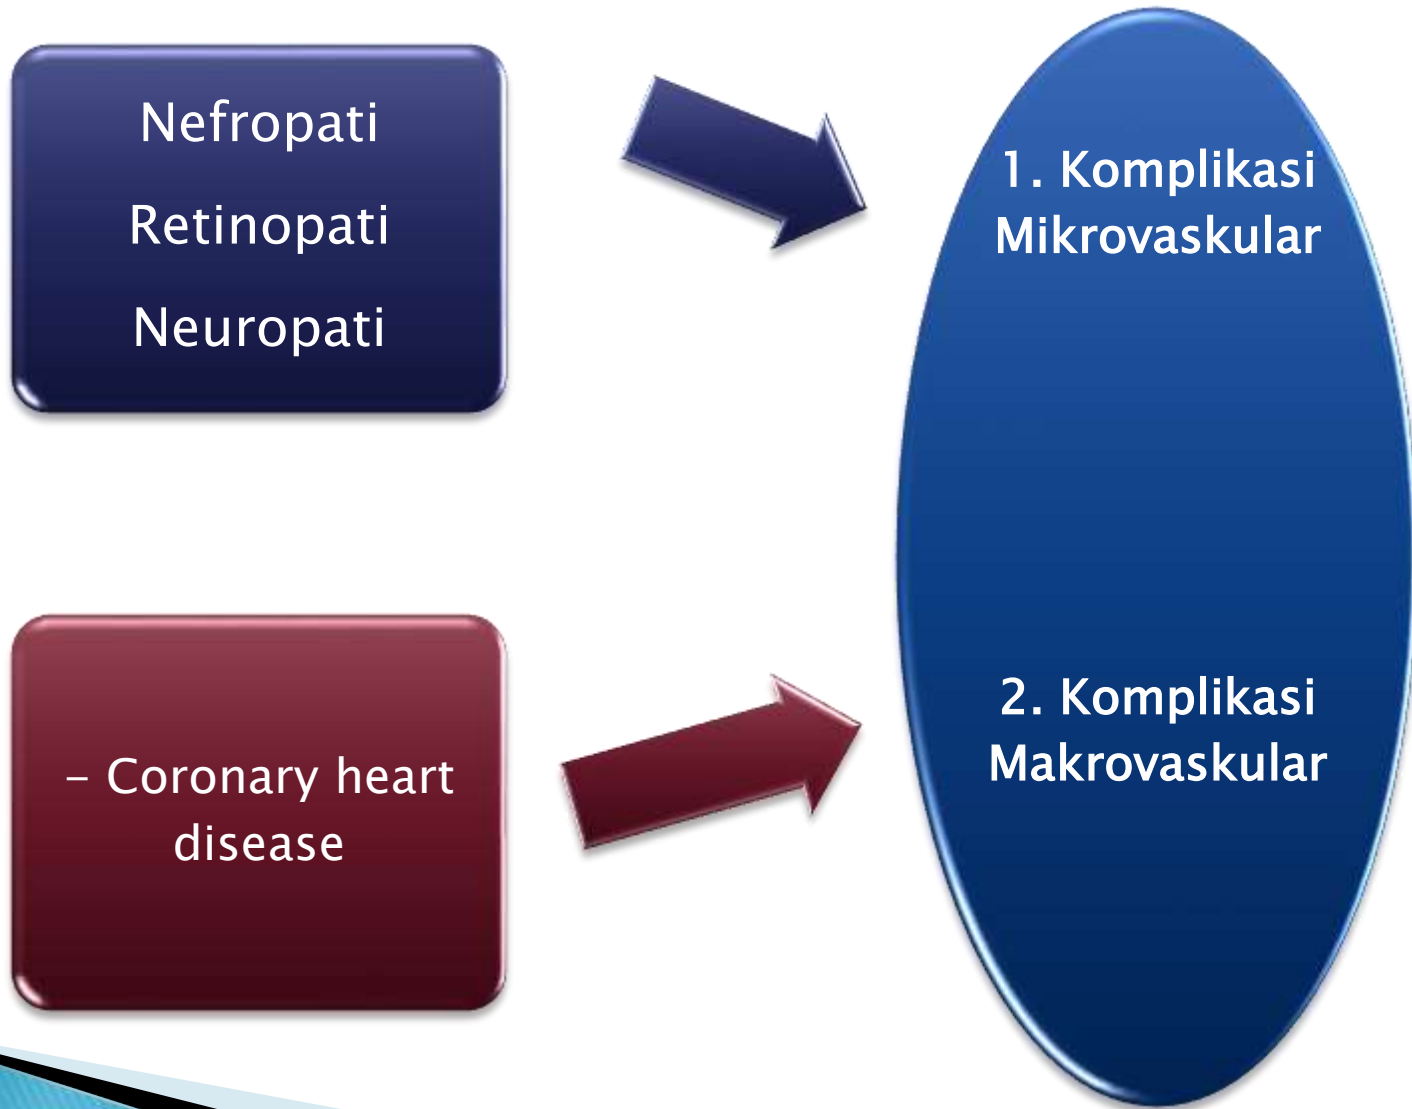 Nefropati
Retinopati
Neuropati
1. Komplikasi
Mikrovaskular
– Coronary heart
disease
2. Komplikasi
Makrovaskular